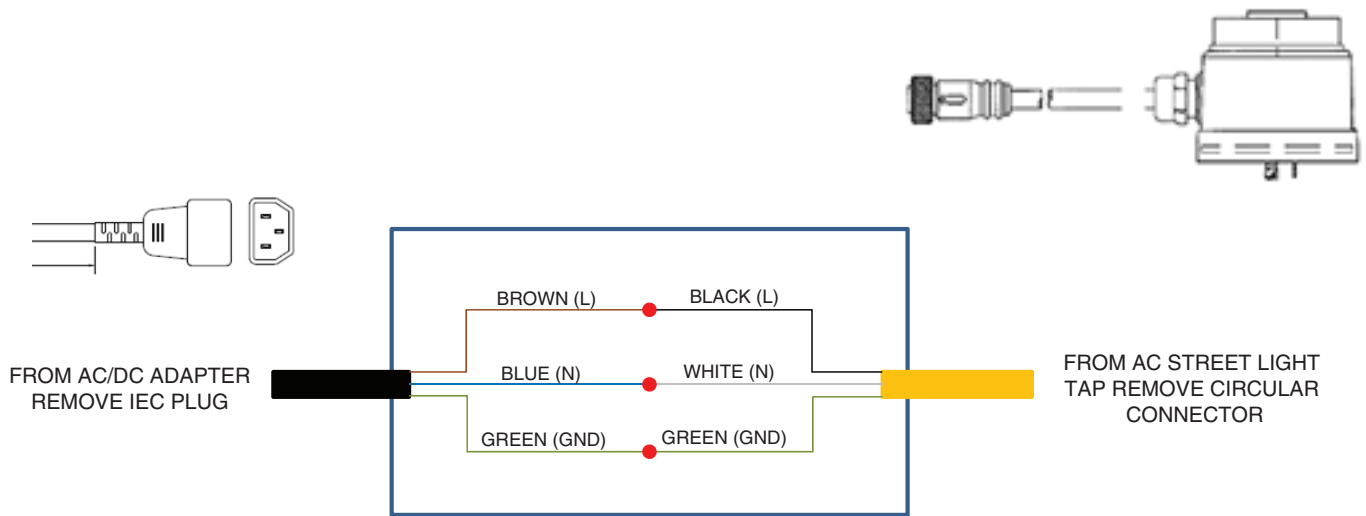 BROWN (L)
BLACK (L)
FROM AC/DC ADAPTER
REMOVE IEC PLUG
BLUE (N)
WHITE (N)
FROM AC STREET LIGHT
TAP REMOVE CIRCULAR
CONNECTOR
GREEN (GND)
GREEN (GND)